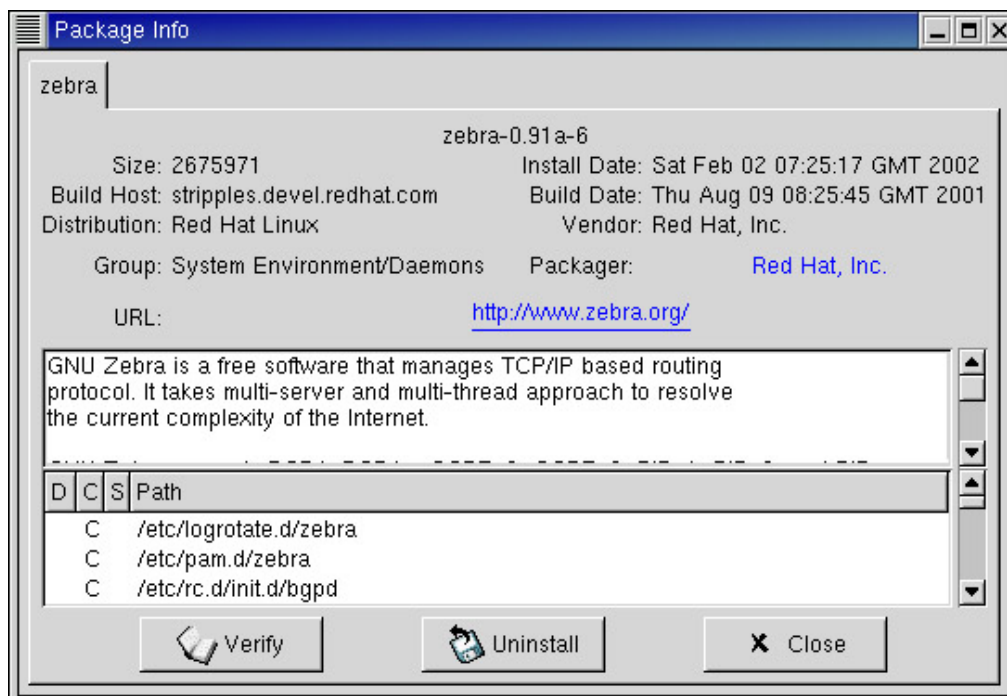 Package Info
zebra
zebra-0.91a-6
Size: 2675971 Install Date: Sat Feb 02 07:25:17 GMT 2002
Build Host: stripples.devel.redhat.com Build Date: Thu Aug 09 08:25:45 GMT 2001
Distribution: Red Hat Linux Vendor: Red Hat, Inc.
Group: System Environment/Daemons Packager: Red Hat, Inc.
URL: http://www.zebra.org/
GNU Zebra is a free software that manages TCP/IP based routing
protocol. It takes multi-server and multi-thread approach to resolve
the current complexity of the Internet.
D C S Path
C /etc/logrotate.d/zebra
C /etc/pam.d/zebra
C /etc/rc.d/init.d/bgpd
Verify Uninstall Close